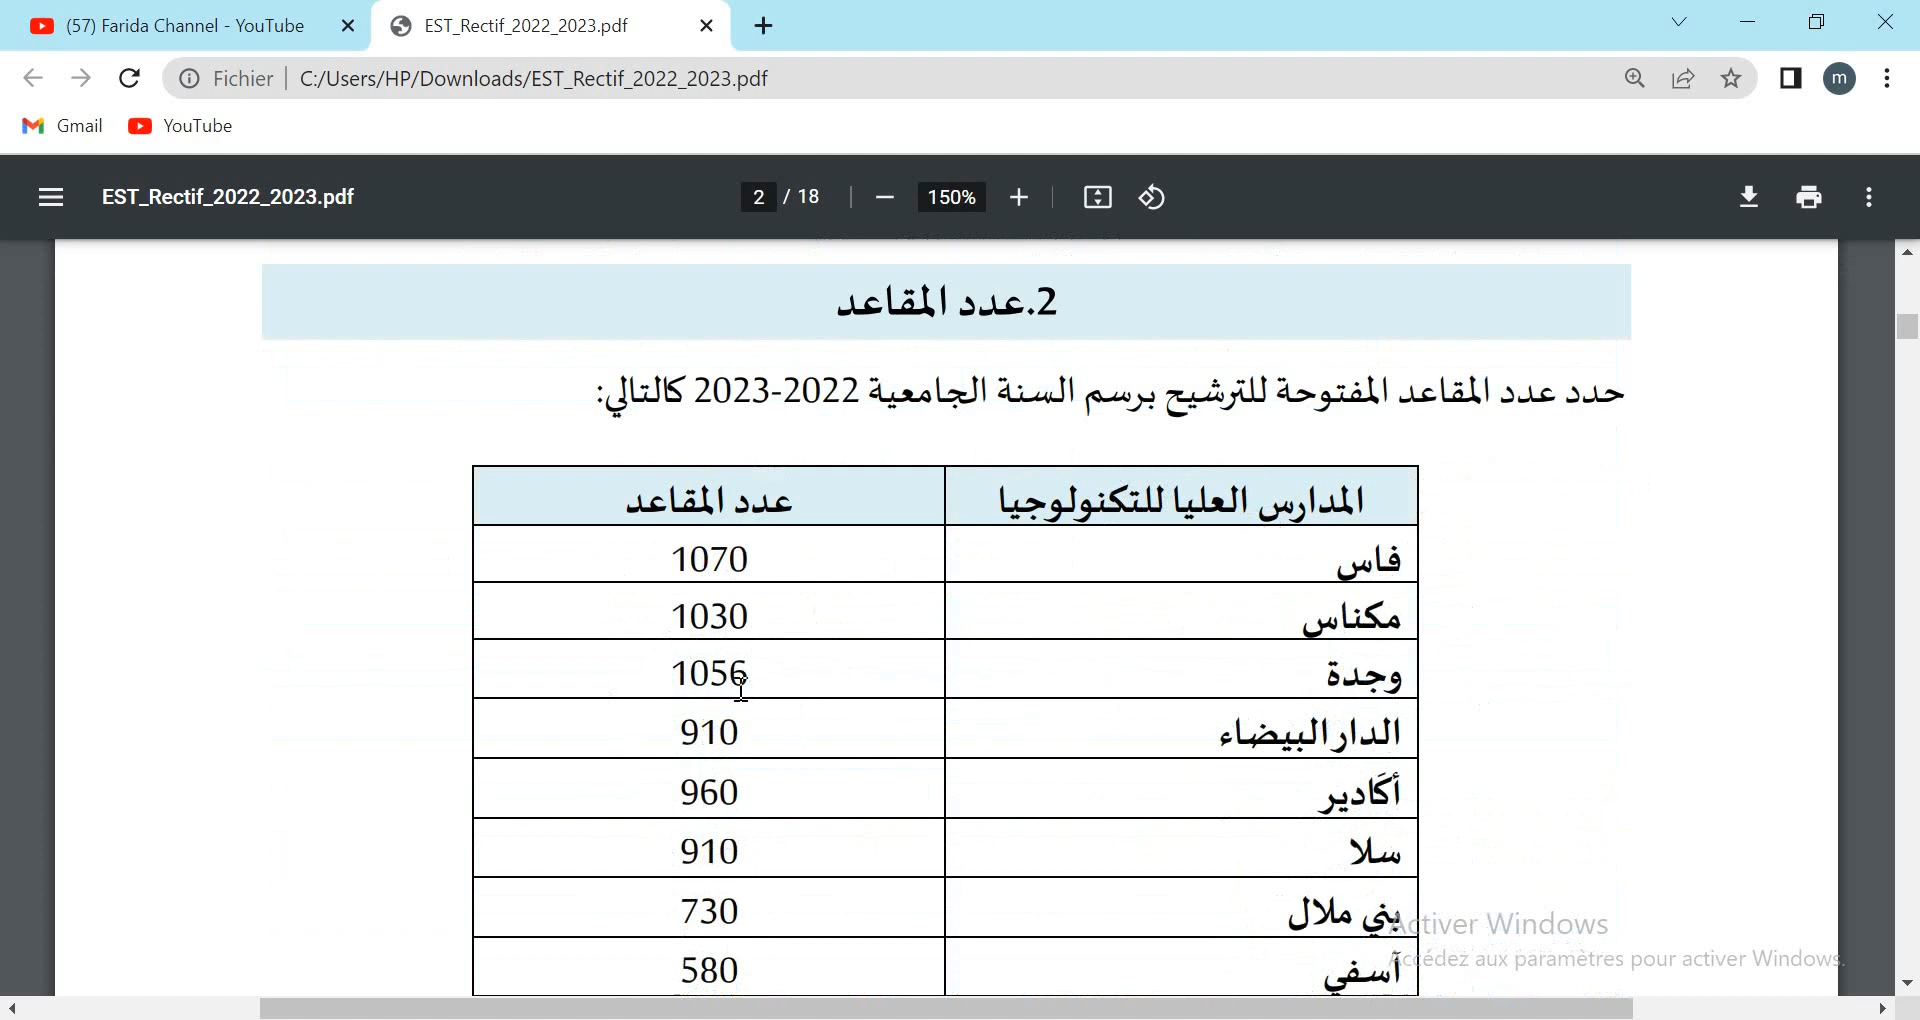 (57) Farida Channel - YouTube
EST_Rectif_2022_2023.pdf
Fichier C:/Users/HP/Downloads/EST_Rectif_2022_2023.pdf
m
Gmail YouTube
EST_Rectif_2022_2023.pdf 2 / 18 150%
2.عدد المقاعد
حدد عدد المقاعد المفتوحة للترشيح برسم السنة الجامعية 2022-2023 كالتالي:
المدارس العليا للتكنولوجيا عدد المقاعد
فاس 1070
مكناس 1030
وجدة 1056
الدار البيضاء 910
أكادير 960
سلا 910
بني ملال 730
آسفي 580
Activer Windows
Accédez aux paramètres pour activer Windows.